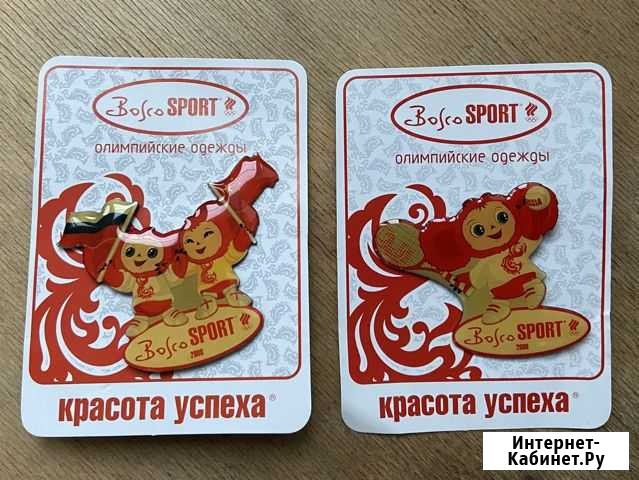 Bosco SPORT
олимпийские одежды
Bosco SPORT
2008
красота успеха®
Bosco SPORT
олимпийские одежды
RUSSIA
Bosco SPORT
2008
красота успеха®
Интернет-
Кабинет.Ру